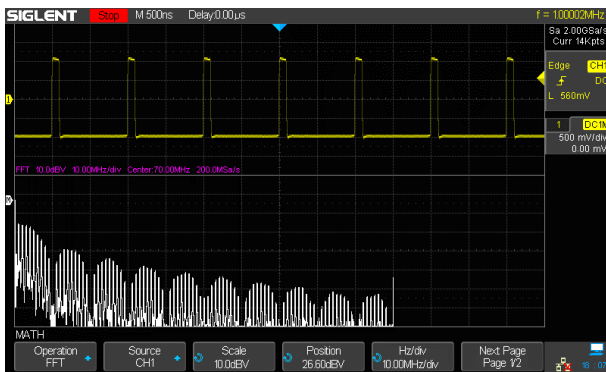 SIGLENT Stop M 500ns Delay:0.00µs f = 1.00002MHz
Sa 2.00GSa/s
Curr 14Kpts
Edge CH1
DC
L 560mV
1 DC1M
500 mV/div
0.00 mV
FFT 10.0dBV 10.00MHz/div Center:70.00MHz 200.0MSa/s
M
MATH
Operation Source Scale Position Hz/div Next Page
FFT CH1 10.0dBV 26.60dBV 10.00MHz/div Page 1/2
18:07